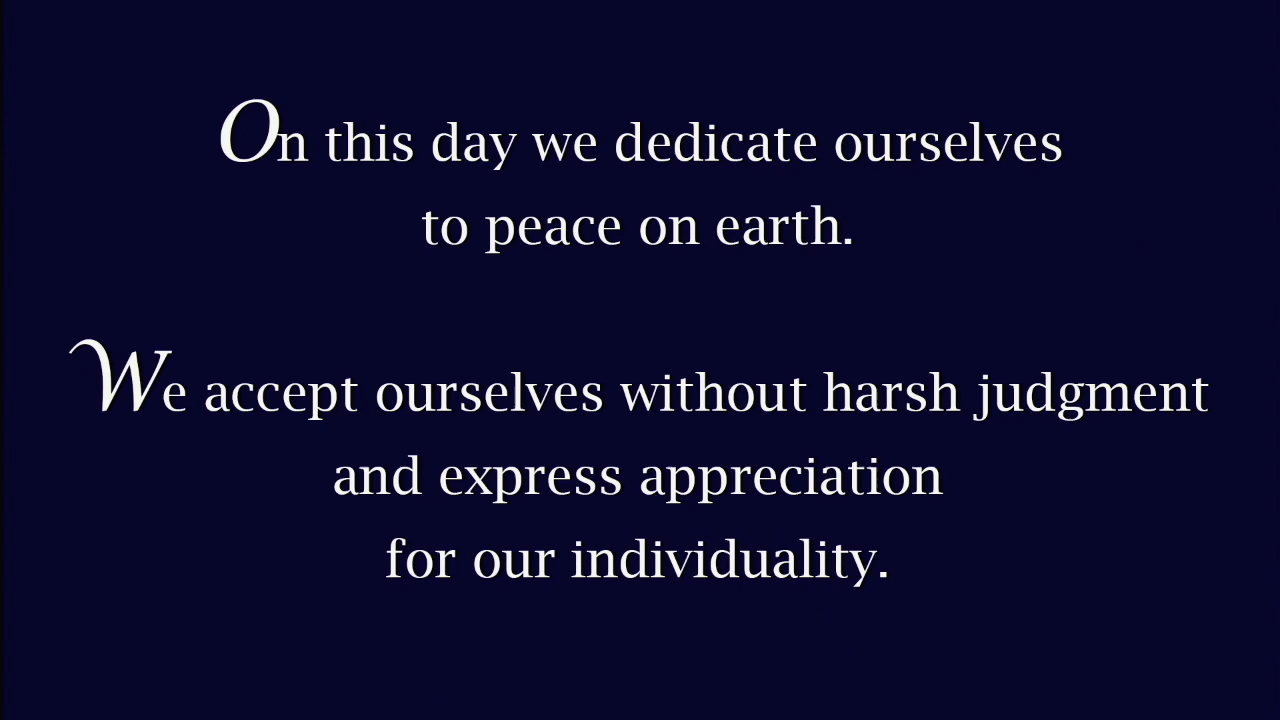 On this day we dedicate ourselves
to peace on earth.
We accept ourselves without harsh judgment
and express appreciation
for our individuality.